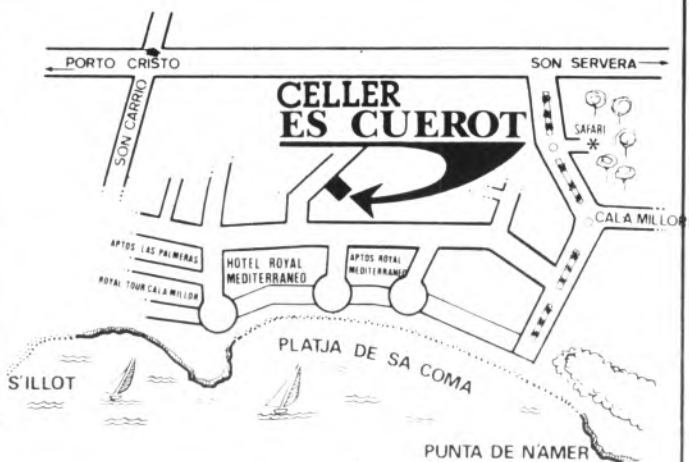 PORTO CRISTO
SON SERVERA
SON CARRIO
CELLER
ES CUEROT
SAFARI
CALA MILLOR
APTOS LAS PALMERAS
ROYAL TOUR CALA MILLOR
HOTEL ROYAL
MEDITERRANEO
APTOS ROYAL
MEDITERRANEO
PLATJA DE SA COMA
S'ILLOT
PUNTA DE N'AMER